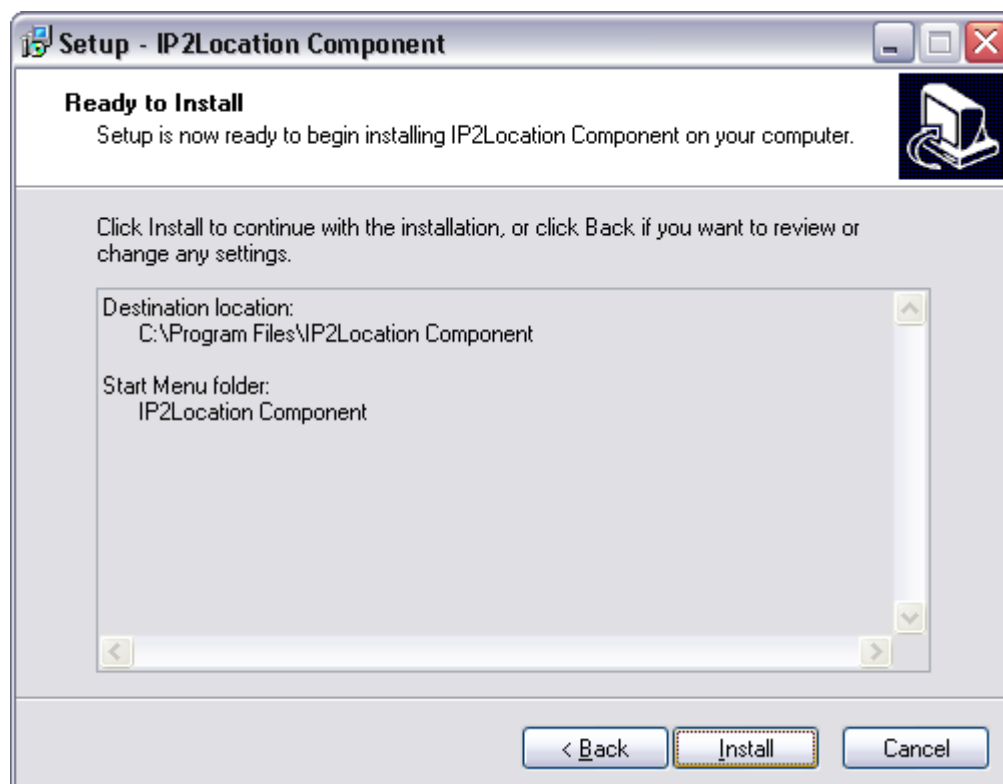 Setup - IP2Location Component
Ready to Install
Setup is now ready to begin installing IP2Location Component on your computer.
Click Install to continue with the installation, or click Back if you want to review or
change any settings.
Destination location:
C:\Program Files\IP2Location Component
Start Menu folder:
IP2Location Component
< Back
Install
Cancel